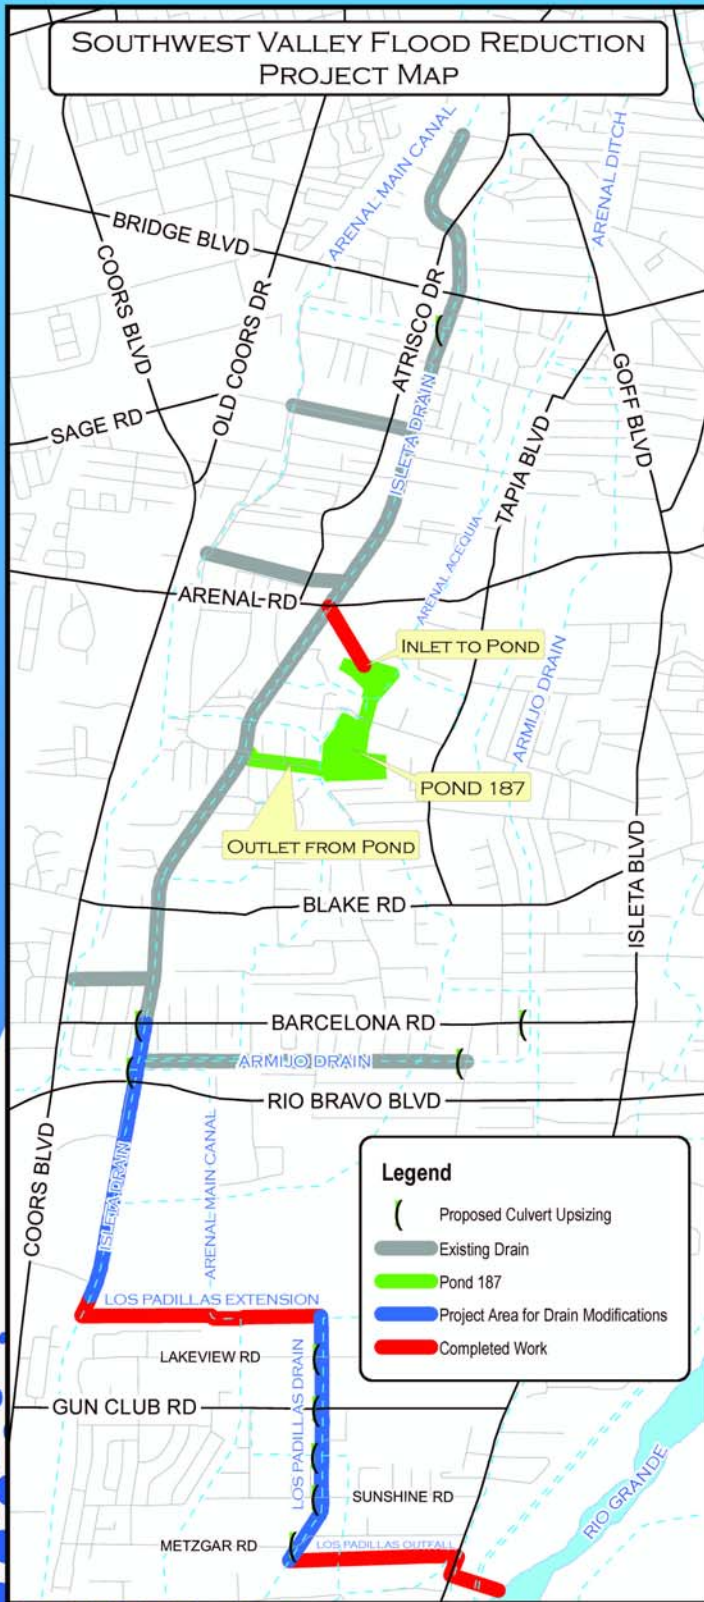 SOUTHWEST VALLEY FLOOD REDUCTION
PROJECT MAP
ARENAL MAIN CANAL
ARENAL DITCH
BRIDGE BLVD
COORS BLVD
OLD COORS DR
ATRISCO DR
GOFF BLVD
SAGE RD
ISLETA DRAIN
TAPIA BLVD
ARENAL ACEQUIA
ARENAL RD
INLET TO POND
ARMIJO DRAIN
POND 187
OUTLET FROM POND
ISLETA BLVD
BLAKE RD
BARCELONA RD
ARMIJO DRAIN
RIO BRAVO BLVD
COORS BLVD
ISLETA DRAIN
ARENAL MAIN CANAL
Legend
Proposed Culvert Upsizing
Existing Drain
Pond 187
Project Area for Drain Modifications
Completed Work
LOS PADILLAS EXTENSION
LAKEVIEW RD
LOS PADILLAS DRAIN
GUN CLUB RD
RIO GRANDE
SUNSHINE RD
METZGAR RD
LOS PADILLAS OUTFALL